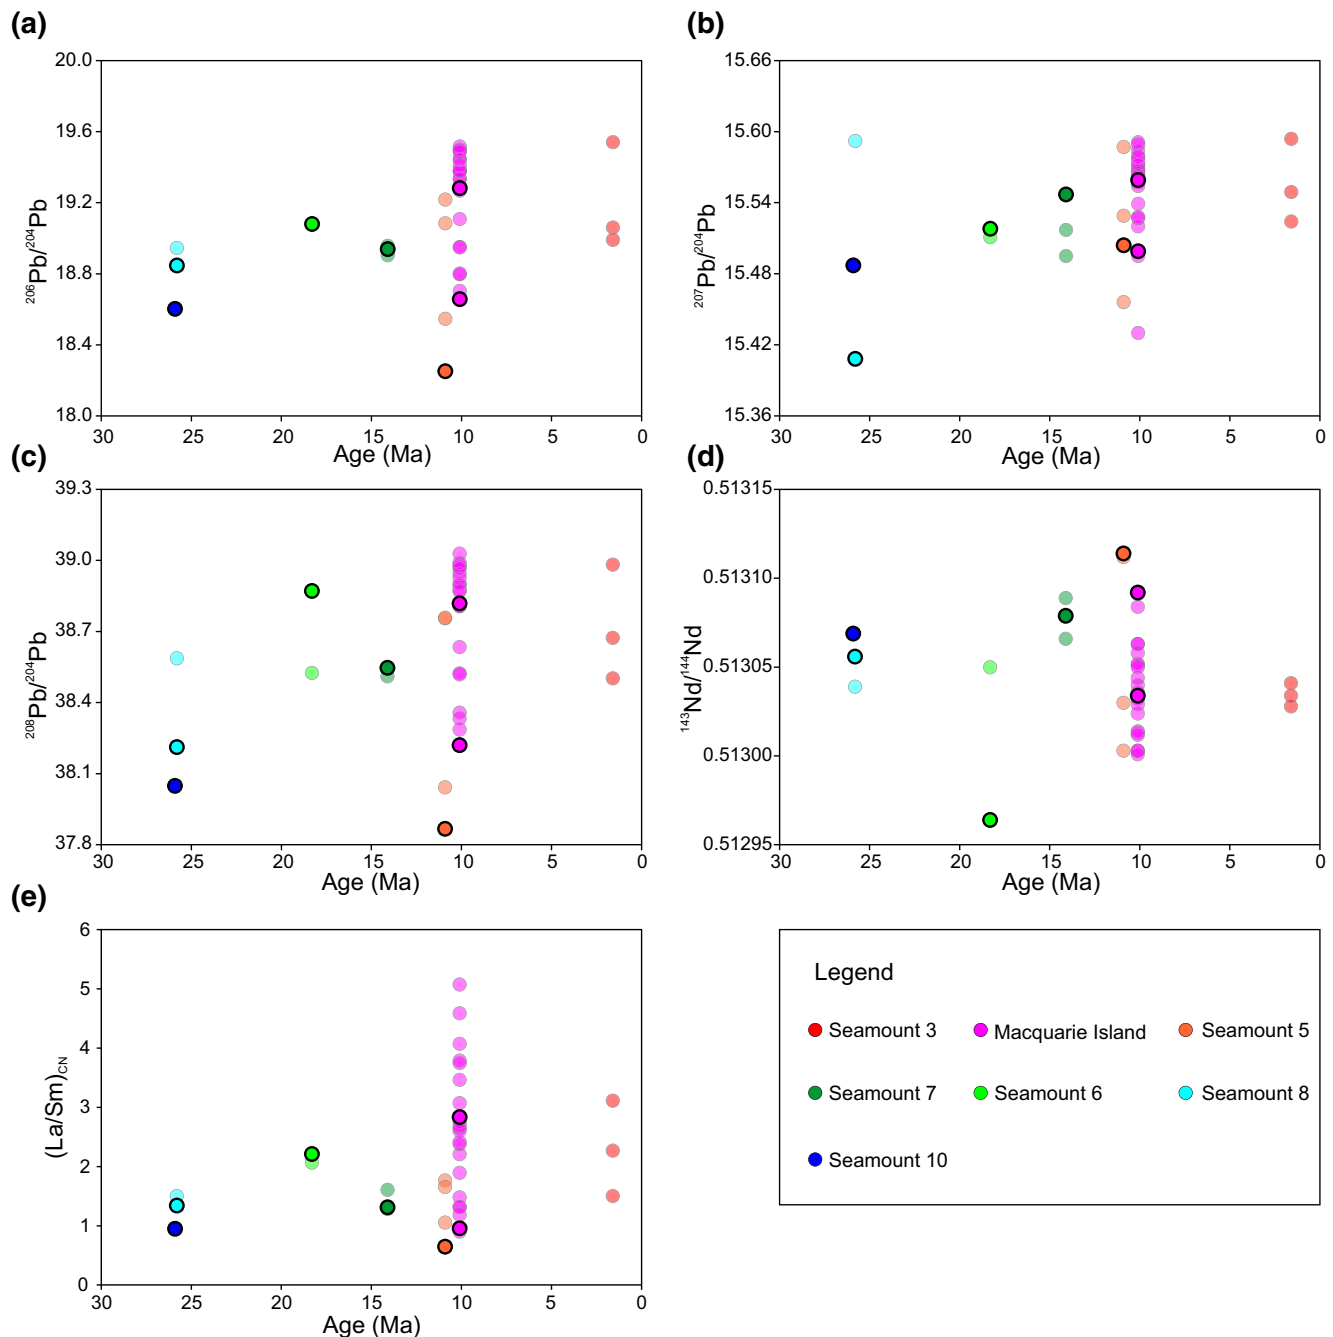 (a)
20.0
19.6
19.2
18.8
18.4
18.0
206Pb/204Pb
30 25 20 15 10 5 0
Age (Ma)
(b)
15.66
15.60
15.54
15.48
15.42
15.36
207Pb/204Pb
30 25 20 15 10 5 0
Age (Ma)
(c)
39.3
39.0
38.7
38.4
38.1
37.8
208Pb/204Pb
30 25 20 15 10 5 0
Age (Ma)
(d)
0.51315
0.51310
0.51305
0.51300
0.51295
143Nd/144Nd
30 25 20 15 10 5 0
Age (Ma)
(e)
6
5
4
3
2
1
0
(La/Sm)CN
30 25 20 15 10 5 0
Age (Ma)
Legend
Seamount 3 Macquarie Island Seamount 5
Seamount 7 Seamount 6 Seamount 8
Seamount 10